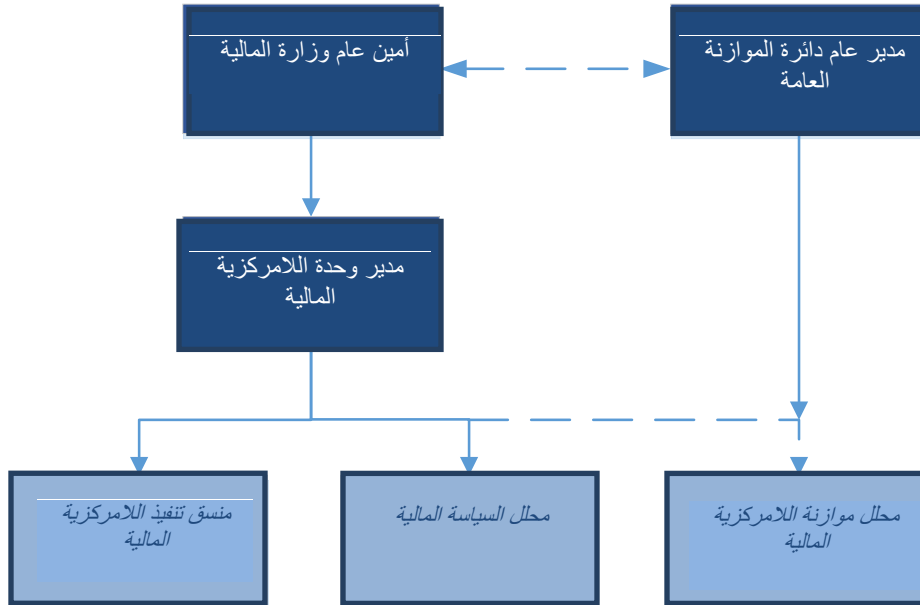 مدير عام دائرة الموازنة
العامة
أمين عام وزارة المالية
مدير وحدة اللامركزية
المالية
محلل موازنة اللامركزية
المالية
محلل السياسة المالية
منسق تنفيذ اللامركزية
المالية